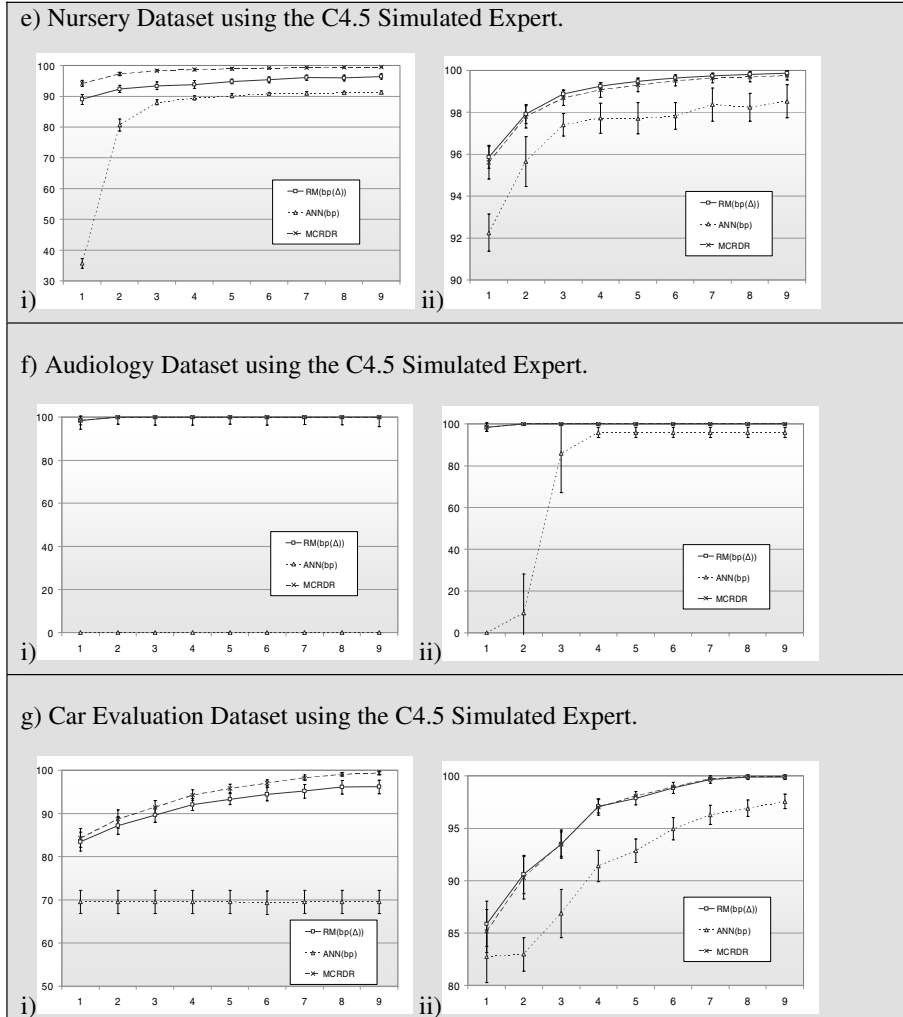 e) Nursery Dataset using the C4.5 Simulated Expert.
100
90
80
70
60
50
40
30
RM(bp(Δ))
ANN(bp)
MCRDR
i)
1 2 3 4 5 6 7 8 9
100
98
96
94
92
90
RM(bp(Δ))
ANN(bp)
MCRDR
ii)
1 2 3 4 5 6 7 8 9
f) Audiology Dataset using the C4.5 Simulated Expert.
100
80
60
40
20
0
RM(bp(Δ))
ANN(bp)
MCRDR
i)
1 2 3 4 5 6 7 8 9
100
80
60
40
20
0
RM(bp(Δ))
ANN(bp)
MCRDR
ii)
1 2 3 4 5 6 7 8 9
g) Car Evaluation Dataset using the C4.5 Simulated Expert.
100
90
80
70
60
50
RM(bp(Δ))
ANN(bp)
MCRDR
i)
1 2 3 4 5 6 7 8 9
100
95
90
85
80
RM(bp(Δ))
ANN(bp)
MCRDR
ii)
1 2 3 4 5 6 7 8 9